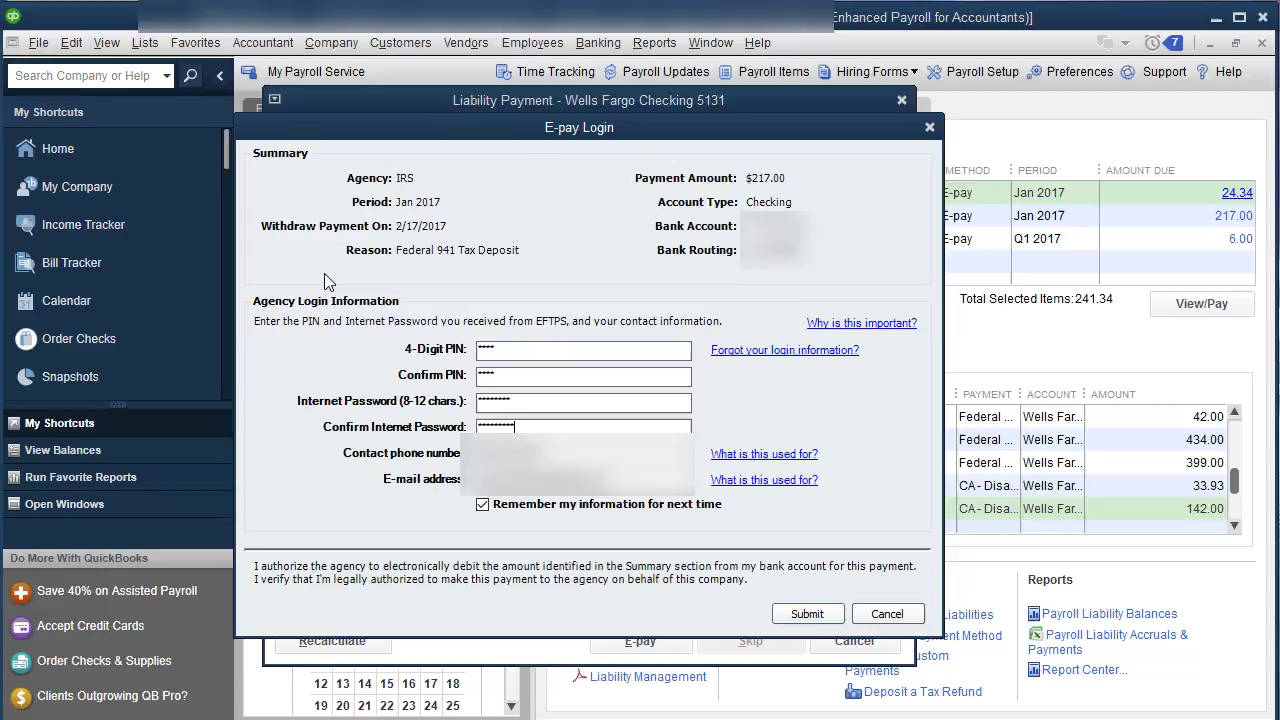 Enhanced Payroll for Accountants)]
File Edit View Lists Favorites Accountant Company Customers Vendors Employees Banking Reports Window Help
7
Search Company or Help
My Payroll Service Time Tracking Payroll Updates Payroll Items Hiring Forms Payroll Setup Preferences Support Help
My Shortcuts
Home
My Company
Income Tracker
Bill Tracker
Calendar
Order Checks
Snapshots
My Shortcuts
View Balances
Run Favorite Reports
Open Windows
Do More With QuickBooks
Save 40% on Assisted Payroll
Accept Credit Cards
Order Checks & Supplies
Clients Outgrowing QB Pro?
Liability Payment - Wells Fargo Checking 5131
E-pay Login
Summary
Agency: IRS Payment Amount: $217.00
Period: Jan 2017 Account Type: Checking
Withdraw Payment On: 2/17/2017 Bank Account:
Reason: Federal 941 Tax Deposit Bank Routing:
Agency Login Information
Enter the PIN and Internet Password you received from EFTPS, and your contact information. Why is this important?
4-Digit PIN: **** Forgot your login information?
Confirm PIN: ****
Internet Password (8-12 chars.): *********
Confirm Internet Password: *********
Contact phone numbe What is this used for?
E-mail address What is this used for?
Remember my information for next time
I authorize the agency to electronically debit the amount identified in the Summary section from my bank account for this payment.
I verify that I'm legally authorized to make this payment to the agency on behalf of this company.
Submit Cancel
Recalculate E-pay Skip Cancel
METHOD PERIOD AMOUNT DUE
E-pay Jan 2017 24.34
E-pay Jan 2017 217.00
E-pay Q1 2017 6.00
Total Selected Items: 241.34 View/Pay
PAYMENT ACCOUNT AMOUNT
Federal ... Wells Far... 42.00
Federal ... Wells Far... 434.00
Federal ... Wells Far... 399.00
CA - Disa... Wells Far... 33.93
CA - Disa... Wells Far... 142.00
Reports
Payroll Liability Balances
Payroll Liability Accruals &
Payments
Report Center...
Liabilities
ment Method
ustom
Payments
Liability Management
Deposit a Tax Refund
12 13 14 15 16 17 18
19 20 21 22 23 24 25